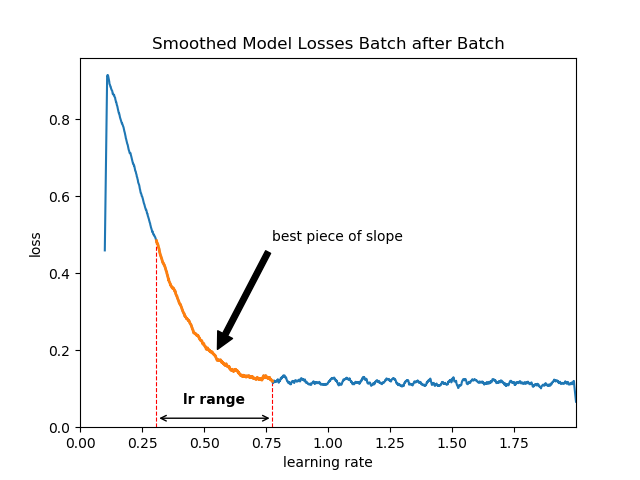 Smoothed Model Losses Batch after Batch
0.8
0.6
0.4
0.2
0.0
loss
best piece of slope
lr range
0.00 0.25 0.50 0.75 1.00 1.25 1.50 1.75
learning rate